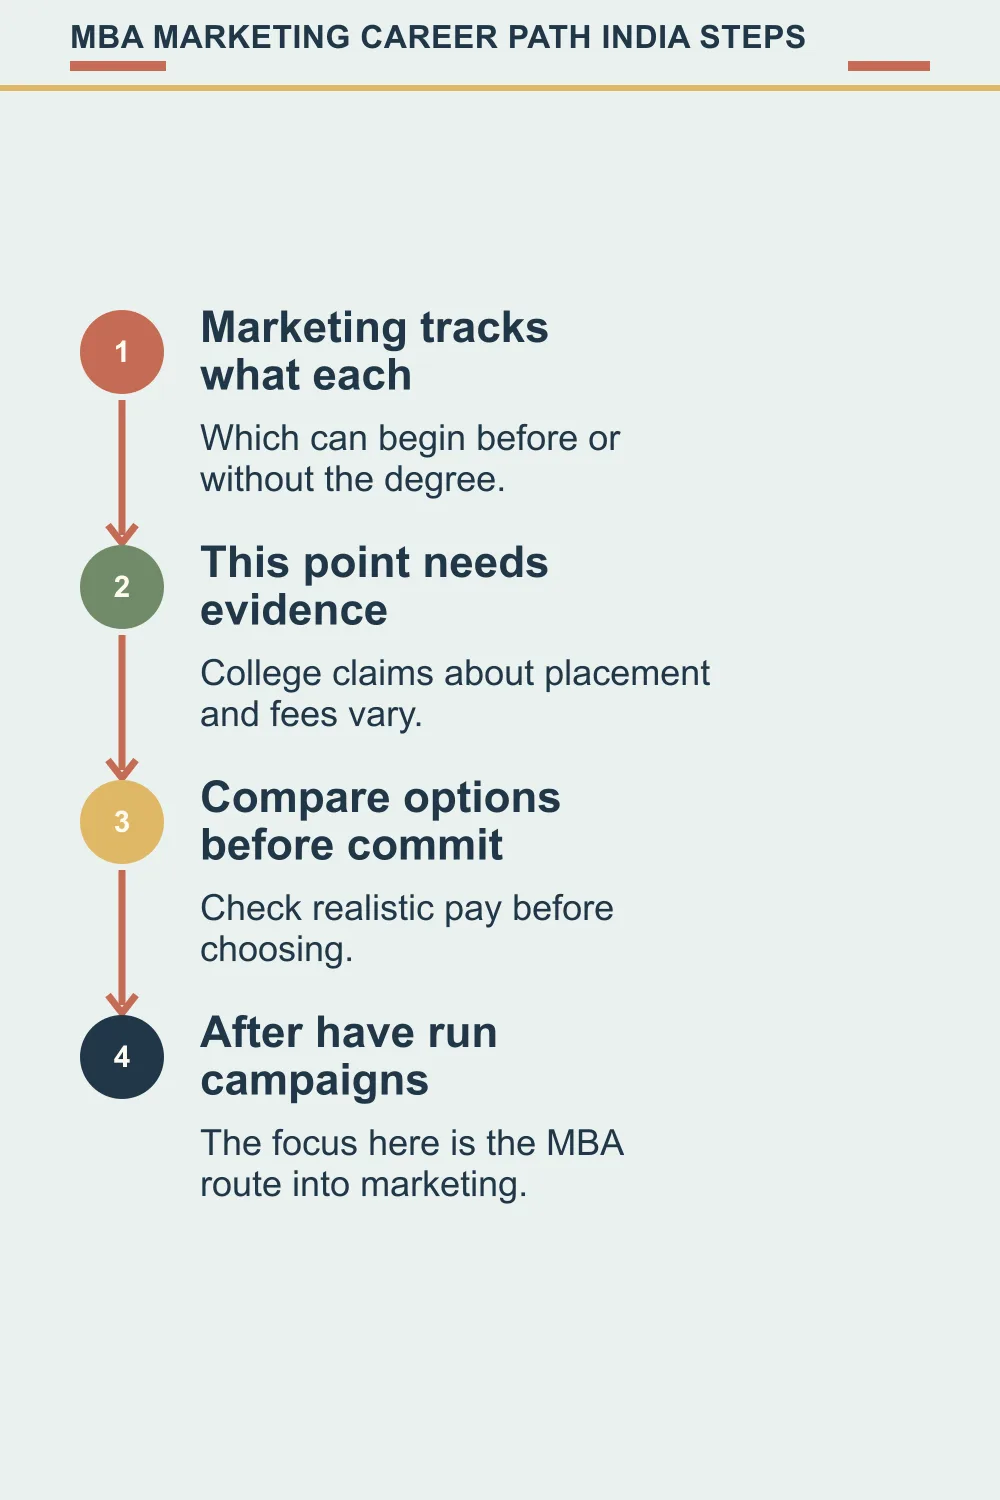 MBA MARKETING CAREER PATH INDIA STEPS
1
Marketing tracks
what each
Which can begin before or
without the degree.
2
This point needs
evidence
College claims about placement
and fees vary.
3
Compare options
before commit
Check realistic pay before
choosing.
4
After have run
campaigns
The focus here is the MBA
route into marketing.